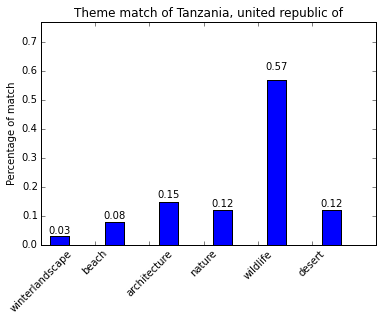 Theme match of Tanzania, united republic of
Percentage of match
0.7
0.6
0.5
0.4
0.3
0.2
0.1
0.0
0.03
0.08
0.15
0.12
0.57
0.12
winterlandscape
beach
architecture
nature
wildlife
desert